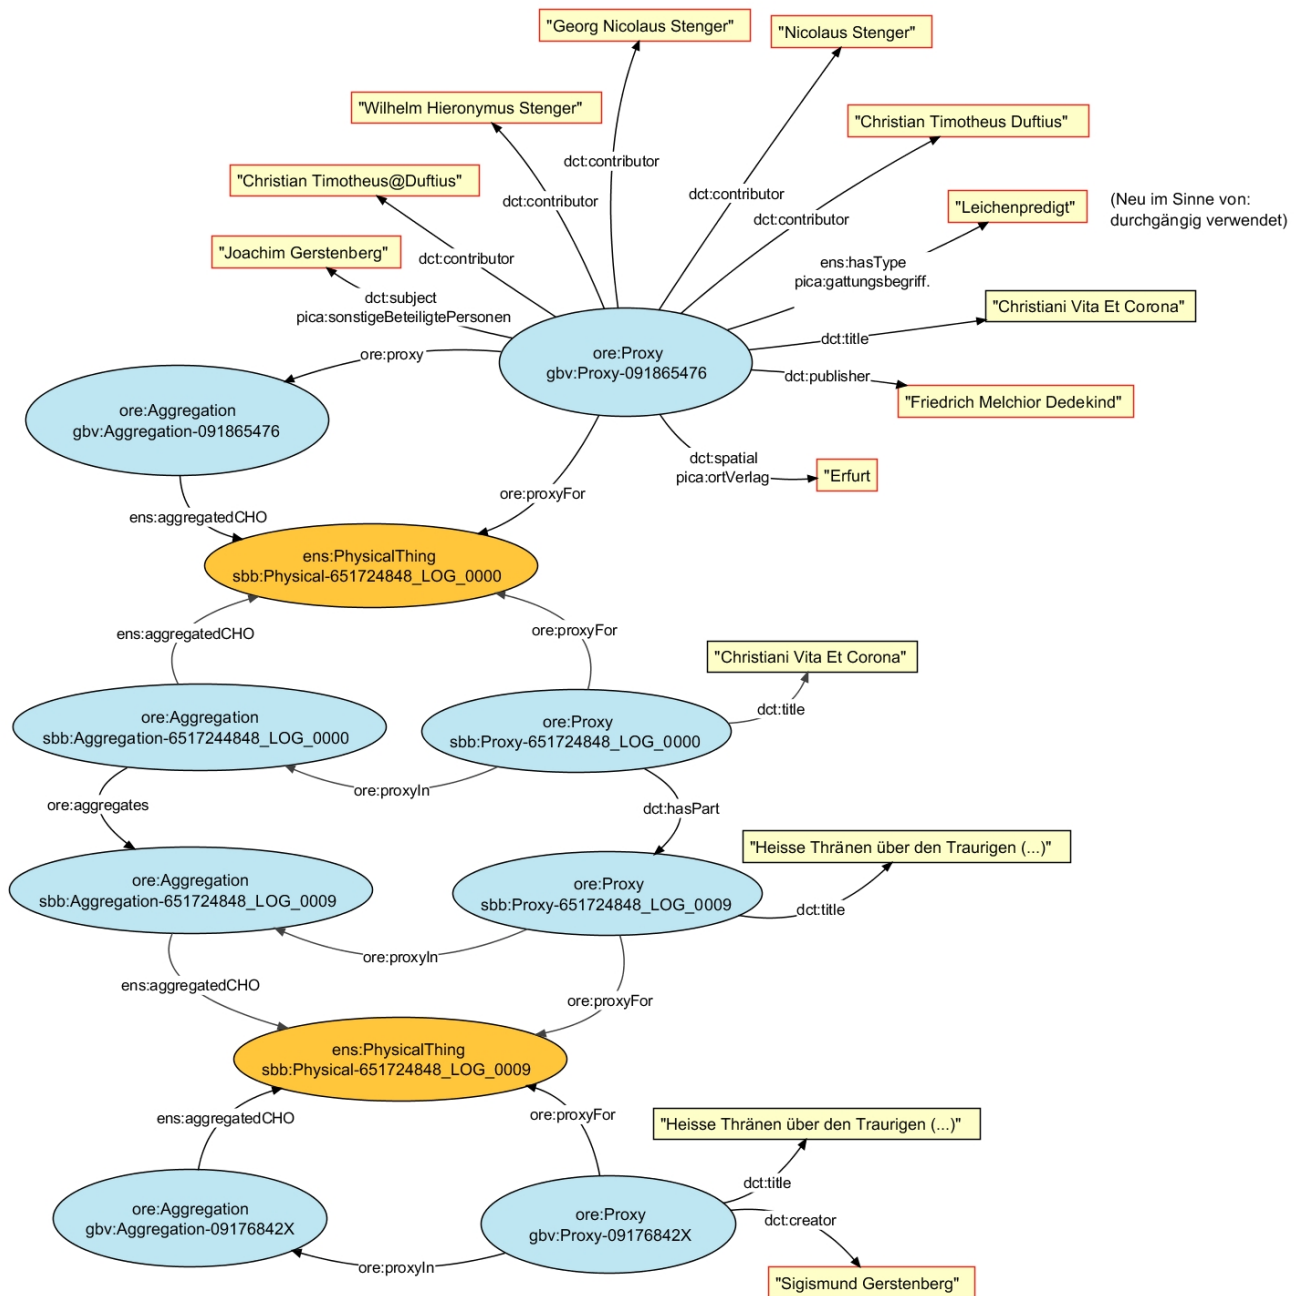 "Georg Nicolaus Stenger"
"Nicolaus Stenger"
"Wilhelm Hieronymus Stenger"
"Christian Timotheus Duftius"
dct:contributor
"Christian Timotheus@Duftius"
dct:contributor
dct:contributor
"Leichenpredigt"
(Neu im Sinne von:
durchgängig verwendet)
dct:contributor
"Joachim Gerstenberg"
dct:contributor
ens:hasType
pica:gattungsbegriff.
dct:subject
pica:sonstigeBeteiligtePersonen
"Christiani Vita Et Corona"
dct:title
ore:proxy
ore:Proxy
gbv:Proxy-091865476
dct:publisher
"Friedrich Melchior Dedekind"
ore:Aggregation
gbv:Aggregation-091865476
dct:spatial
pica:ortVerlag
"Erfurt
ore:proxyFor
ens:aggregatedCHO
ens:PhysicalThing
sbb:Physical-651724848_LOG_0000
ens:aggregatedCHO
ore:proxyFor
"Christiani Vita Et Corona"
dct:title
ore:Aggregation
sbb:Aggregation-6517244848_LOG_0000
ore:Proxy
sbb:Proxy-651724848_LOG_0000
ore:proxyIn
ore:aggregates
dct:hasPart
"Heisse Thränen über den Traurigen (...)"
ore:Aggregation
sbb:Aggregation-651724848_LOG_0009
ore:Proxy
sbb:Proxy-651724848_LOG_0009
dct:title
ore:proxyIn
ens:aggregatedCHO
ore:proxyFor
ens:PhysicalThing
sbb:Physical-651724848_LOG_0009
ens:aggregatedCHO
ore:proxyFor
"Heisse Thränen über den Traurigen (...)"
dct:title
ore:Aggregation
gbv:Aggregation-09176842X
ore:Proxy
gbv:Proxy-09176842X
dct:creator
ore:proxyIn
"Sigismund Gerstenberg"